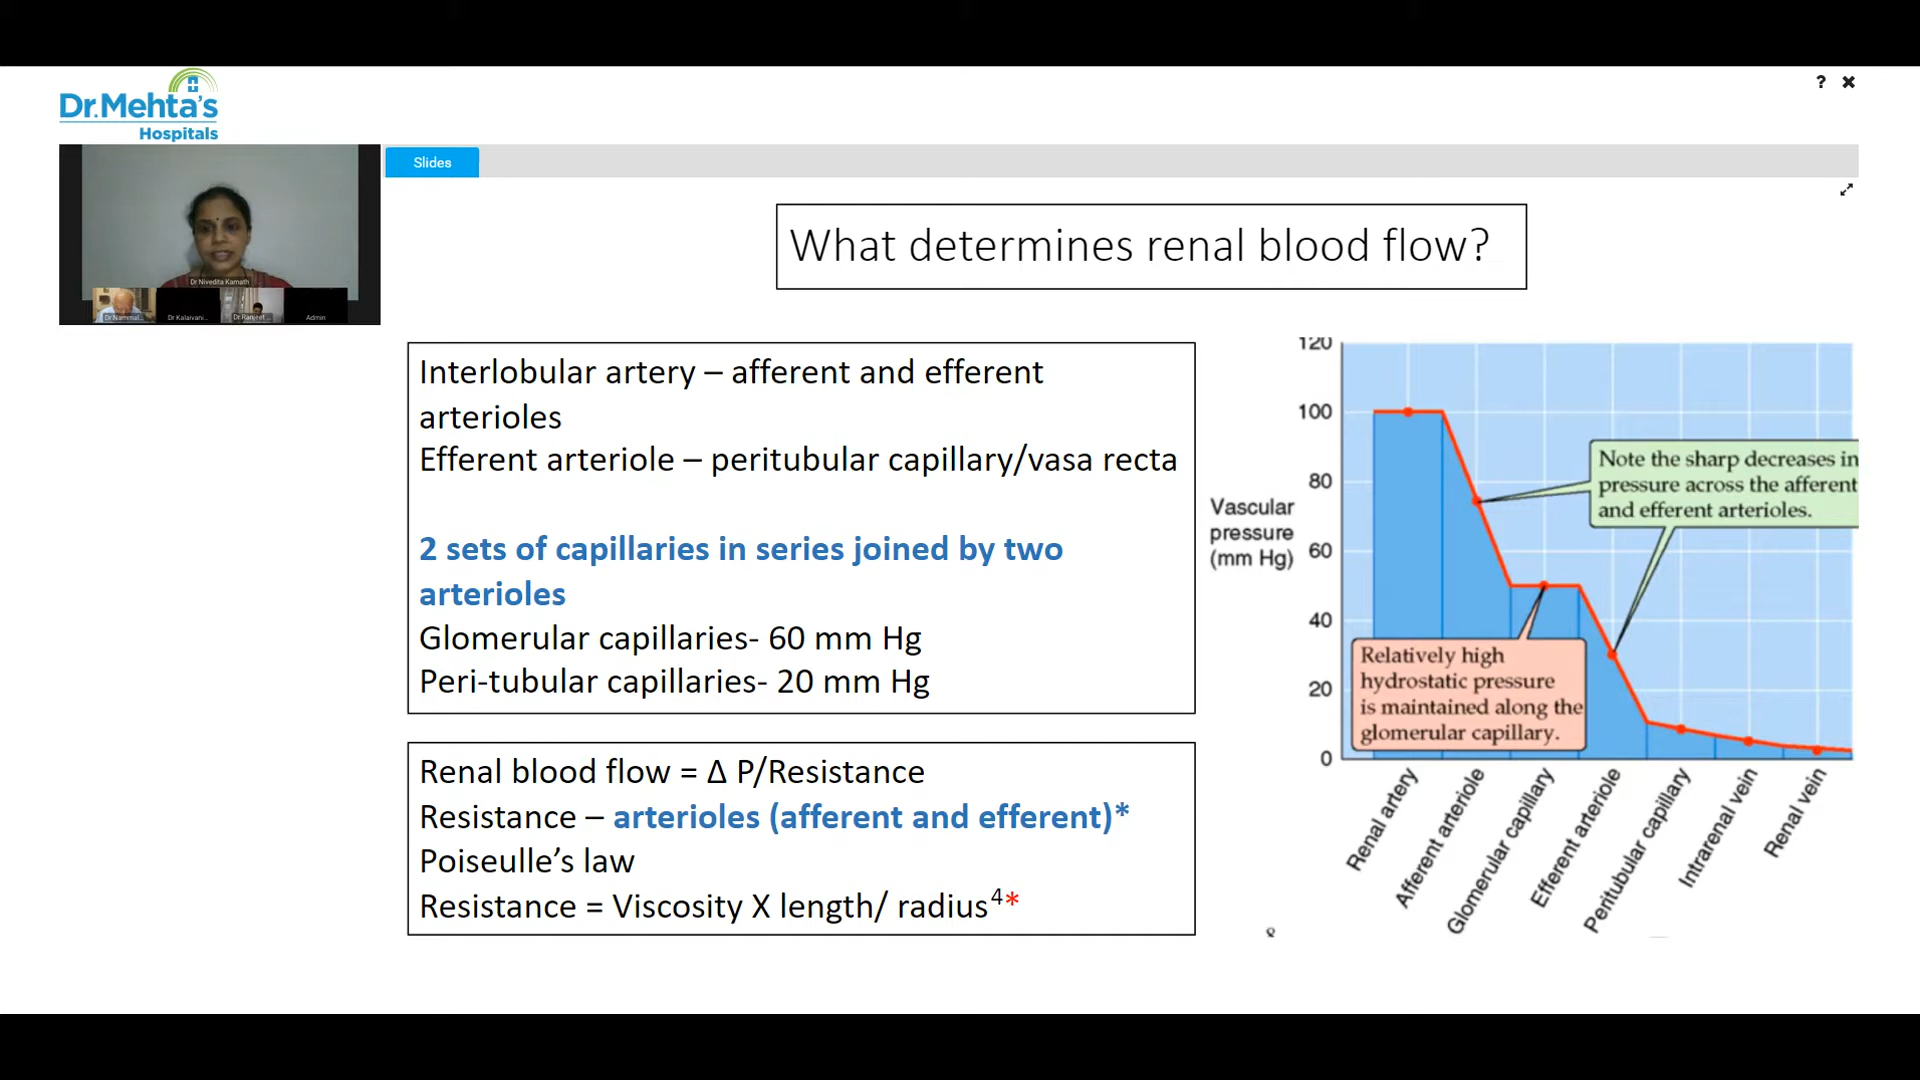 Dr.Mehta's
Hospitals
? ✖
Slides
Dr Nivedita Kamath
Dr.Nammal...
Dr Kalaivani...
Dr.Ranjeet ...
Admin
What determines renal blood flow?
Interlobular artery – afferent and efferent
arterioles
Efferent arteriole – peritubular capillary/vasa recta
2 sets of capillaries in series joined by two
arterioles
Glomerular capillaries- 60 mm Hg
Peri-tubular capillaries- 20 mm Hg
Renal blood flow = Δ P/Resistance
Resistance – arterioles (afferent and efferent)*
Poiseulle’s law
Resistance = Viscosity X length/ radius⁴*
Vascular
pressure
(mm Hg)
120
100
80
60
40
20
0
Note the sharp decreases in
pressure across the afferent
and efferent arterioles.
Relatively high
hydrostatic pressure
is maintained along the
glomerular capillary.
Renal artery
Afferent arteriole
Glomerular capillary
Efferent arteriole
Peritubular capillary
Intrarenal vein
Renal vein